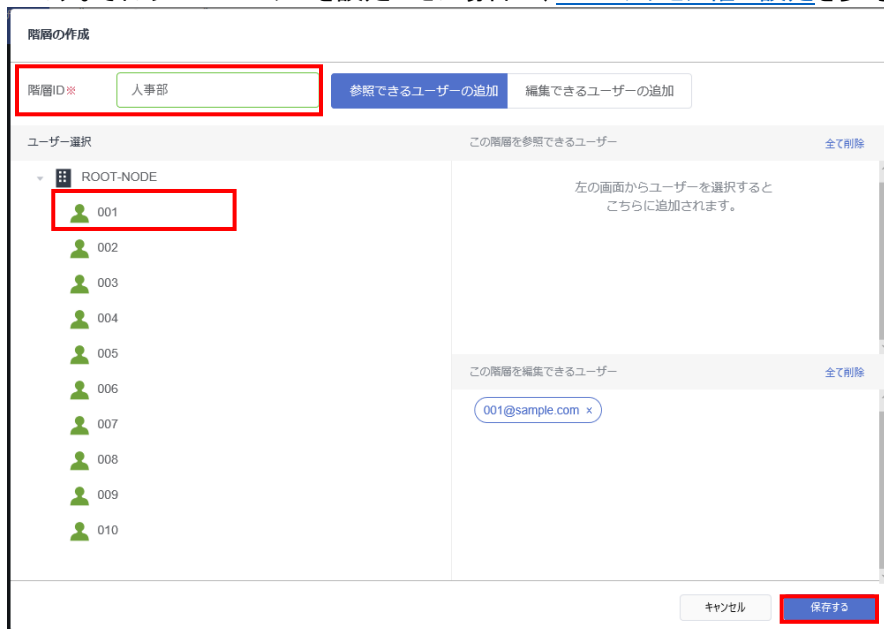 階層の作成
階層ID※ 人事部 参照できるユーザーの追加 編集できるユーザーの追加
ユーザー選択
ROOT-NODE
001
002
003
004
005
006
007
008
009
010
この階層を参照できるユーザー 全て削除
左の画面からユーザーを選択すると
こちらに追加されます。
この階層を編集できるユーザー 全て削除
001@sample.com ×
キャンセル 保存する